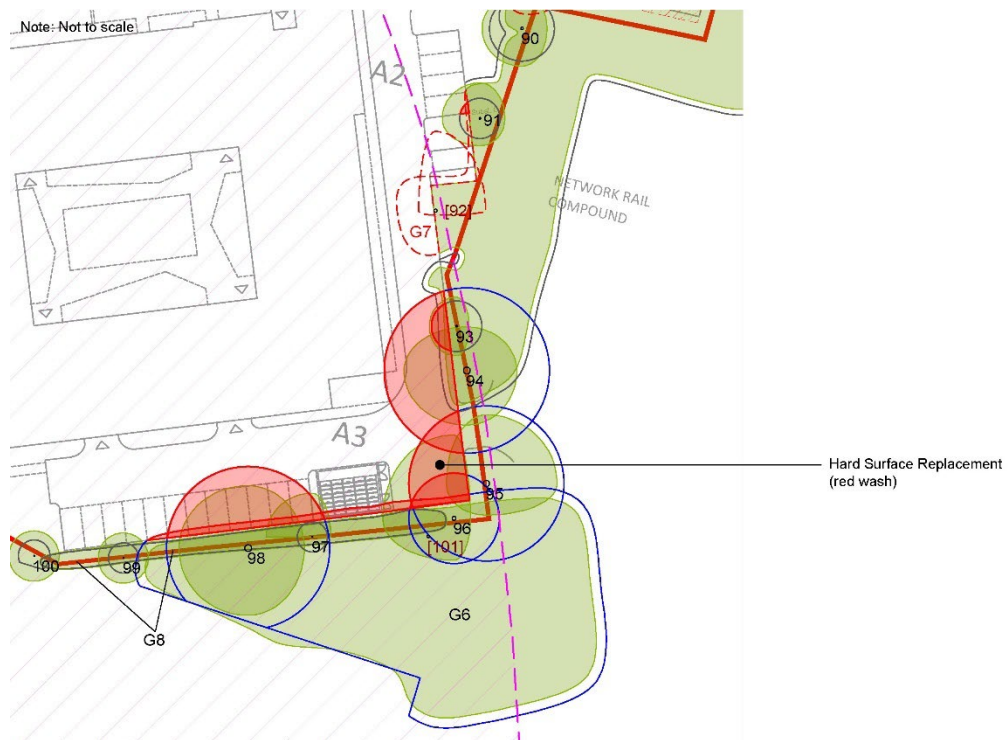 Note: Not to scale
90
A2
91
NETWORK RAIL
COMPOUND
[92]
G7
93
94
A3
Hard Surface Replacement
(red wash)
95
96
97
[101]
98
99
100
G6
G8